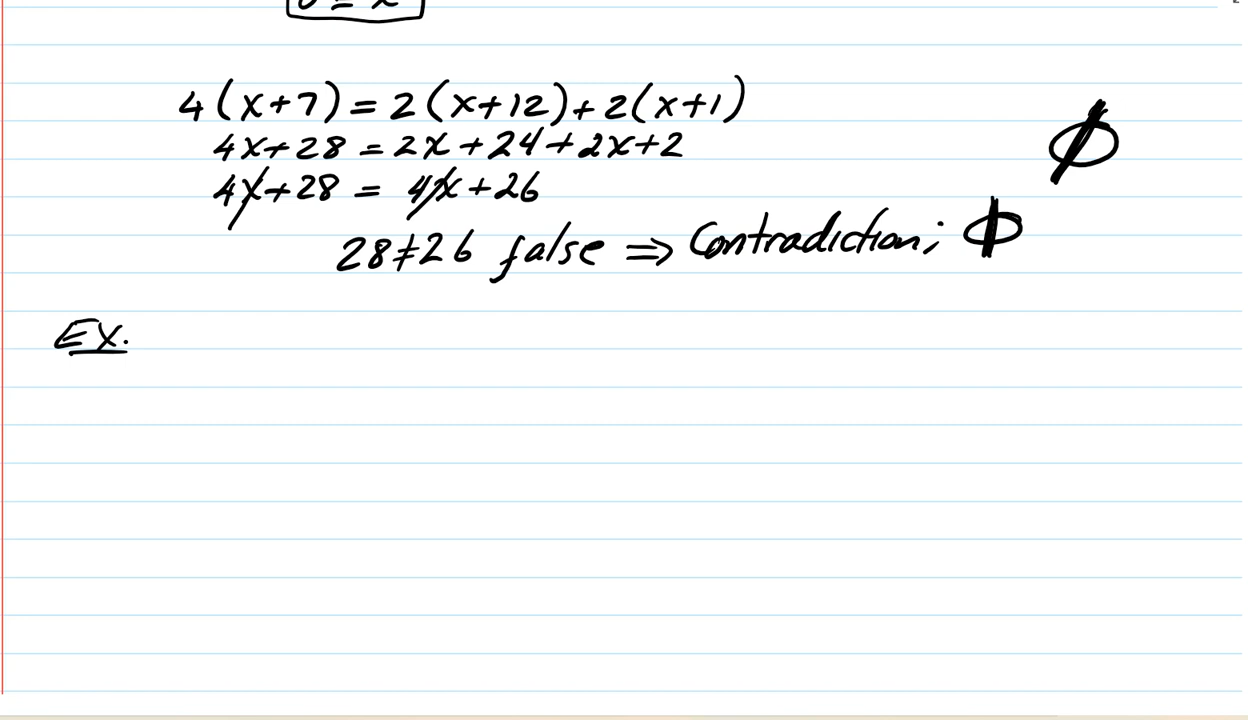 4(x+7) = 2(x+12)+2(x+1)
4x+28 = 2x+24+2x+2
4x+28 = 4x+26
28≠26 false ⇒ Contradiction; ∅
∅
Ex.